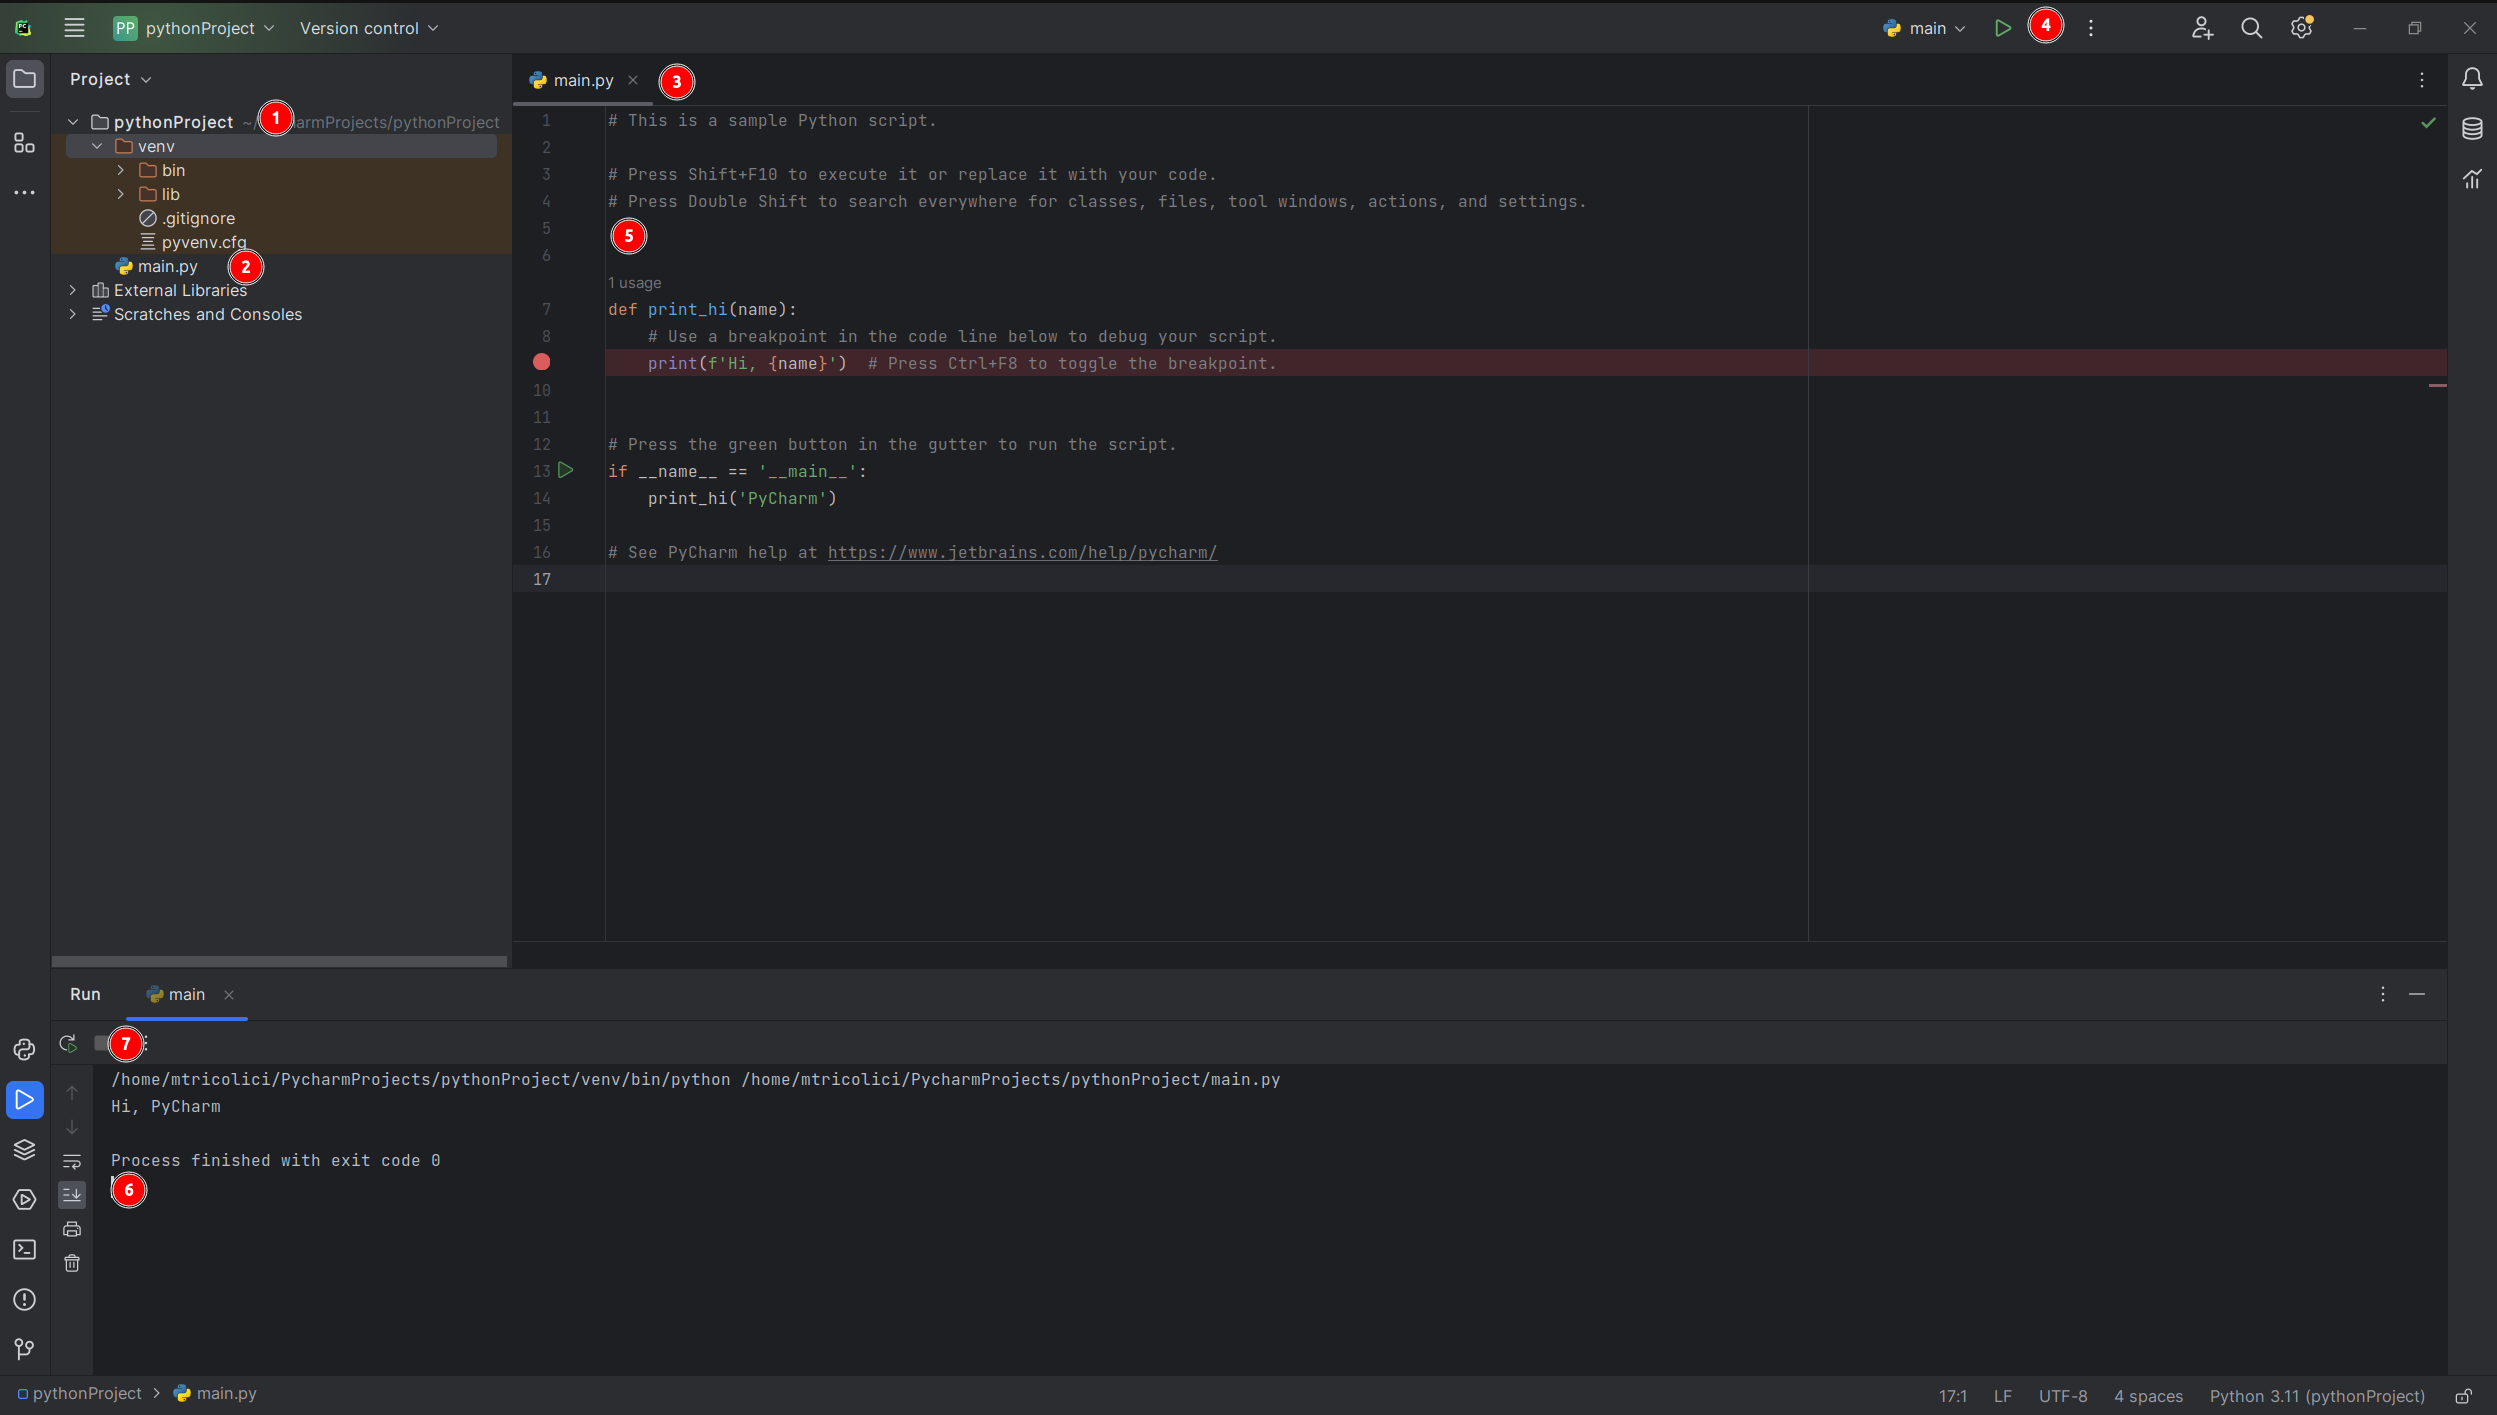 PP pythonProject Version control main 4
Project
main.py 3
pythonProject ~/ 1 armProjects/pythonProject
venv
bin
lib
.gitignore
pyvenv.cfg
main.py 2
External Libraries
Scratches and Consoles
1 # This is a sample Python script.
2
3 # Press Shift+F10 to execute it or replace it with your code.
4 # Press Double Shift to search everywhere for classes, files, tool windows, actions, and settings.
5 5
6
1 usage
7 def print_hi(name):
8 # Use a breakpoint in the code line below to debug your script.
print(f'Hi, {name}') # Press Ctrl+F8 to toggle the breakpoint.
10
11
12 # Press the green button in the gutter to run the script.
13 if __name__ == '__main__':
14 print_hi('PyCharm')
15
16 # See PyCharm help at https://www.jetbrains.com/help/pycharm/
17
Run main
7
/home/mtricolici/PycharmProjects/pythonProject/venv/bin/python /home/mtricolici/PycharmProjects/pythonProject/main.py
Hi, PyCharm
Process finished with exit code 0
6
pythonProject main.py 17:1 LF UTF-8 4 spaces Python 3.11 (pythonProject)